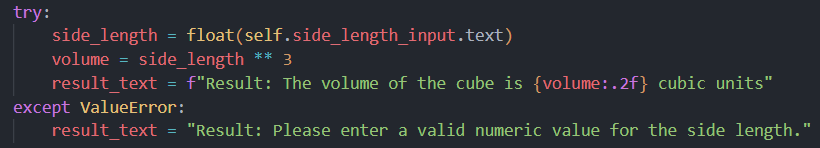 try:
    side_length = float(self.side_length_input.text)
    volume = side_length ** 3
    result_text = f"Result: The volume of the cube is {volume:.2f} cubic units"
except ValueError:
    result_text = "Result: Please enter a valid numeric value for the side length."